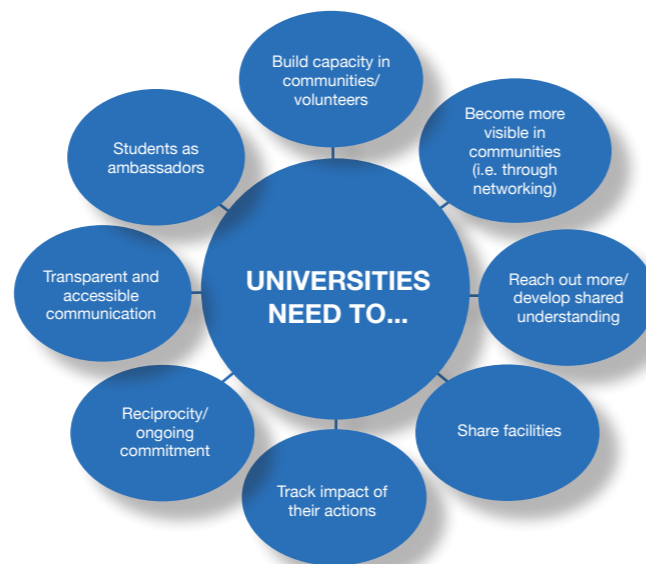 Build capacity in
communities/
volunteers
Become more
visible in
communities
(i.e. through
networking)
Reach out more/
develop shared
understanding
Share facilities
Track impact of
their actions
Reciprocity/
ongoing
commitment
Transparent and
accessible
communication
Students as
ambassadors
UNIVERSITIES
NEED TO...